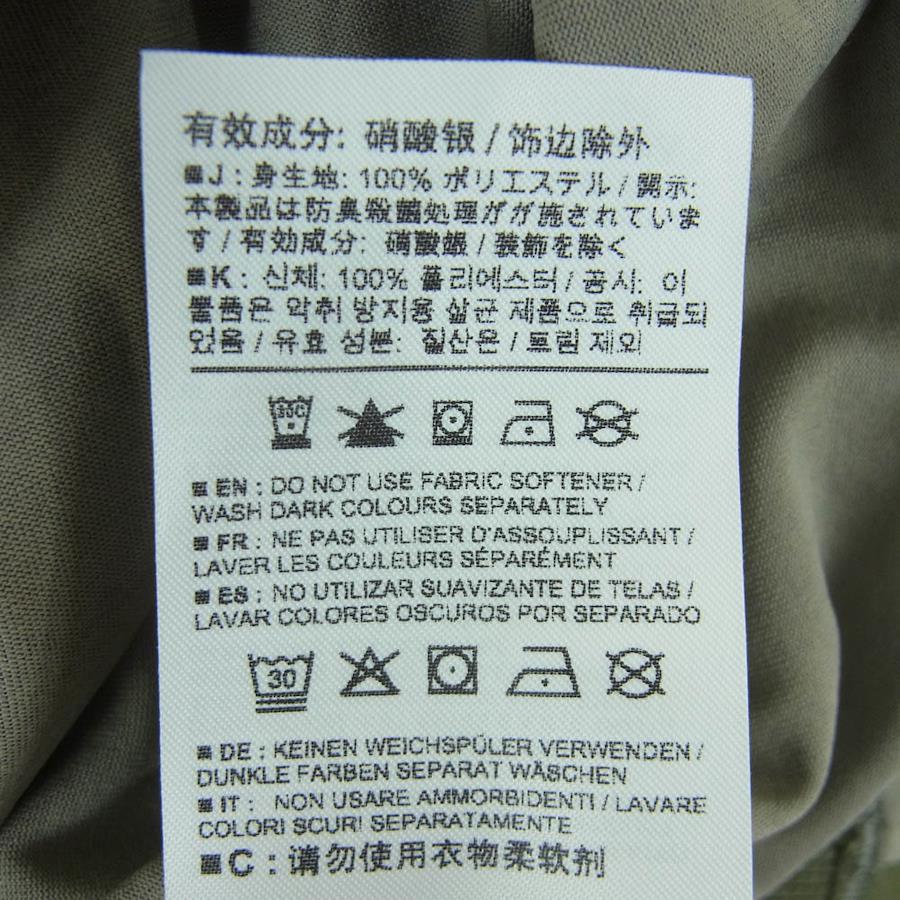 有效成分: 硝酸银 / 饰边除外
■J : 身生地: 100% ポリエステル / 開示:
本製品は防臭殺菌処理がが施されていま
す / 有効成分: 硝酸銀 / 装飾を除く
■K : 신체: 100% 폴리에스터 / 공시: 이
물품은 악취 방지용 살균 제품으로 취급되
었음 / 유효 성분: 질산은 / 트림 제외
30C
■ EN : DO NOT USE FABRIC SOFTENER /
WASH DARK COLOURS SEPARATELY
■ FR : NE PAS UTILISER D'ASSOUPLISSANT /
LAVER LES COULEURS SÉPARÉMENT
■ ES : NO UTILIZAR SUAVIZANTE DE TELAS /
LAVAR COLORES OSCUROS POR SEPARADO
30
■ DE : KEINEN WEICHSPÜLER VERWENDEN /
DUNKLE FARBEN SEPARAT WÄSCHEN
■ IT : NON USARE AMMORBIDENTI / LAVARE
COLORI SCURI SEPARATAMENTE
■C : 请勿使用衣物柔软剂